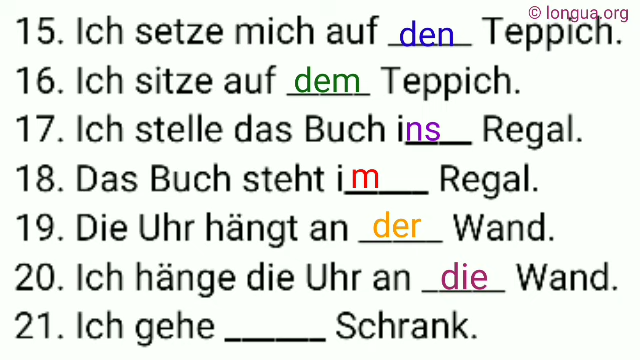 © longua.org
15. Ich setze mich auf den Teppich.
16. Ich sitze auf dem Teppich.
17. Ich stelle das Buch ins Regal.
18. Das Buch steht im Regal.
19. Die Uhr hängt an der Wand.
20. Ich hänge die Uhr an die Wand.
21. Ich gehe ______ Schrank.